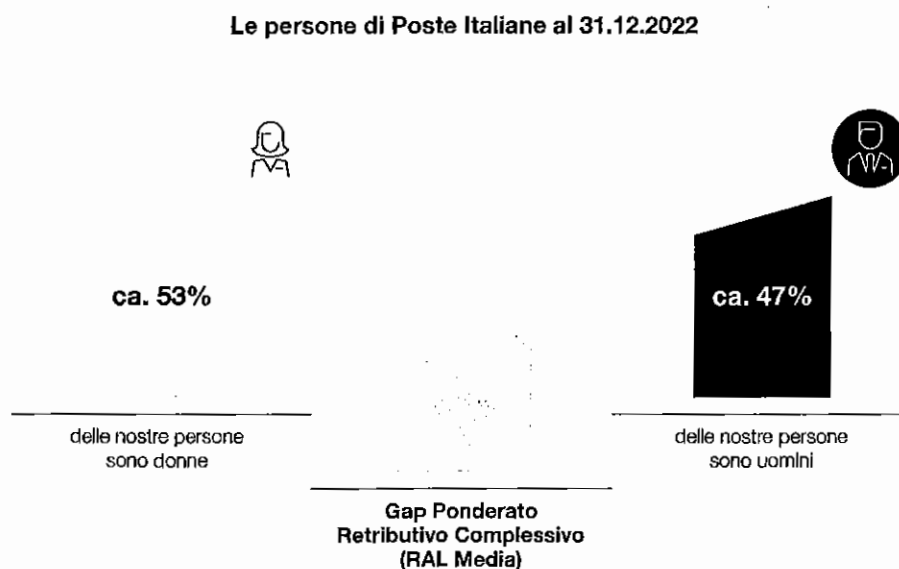 Le persone di Poste Italiane al 31.12.2022
ca. 53%
delle nostre persone
sono donne
ca. 47%
delle nostre persone
sono uomini
Gap Ponderato
Retributivo Complessivo
(RAL Media)